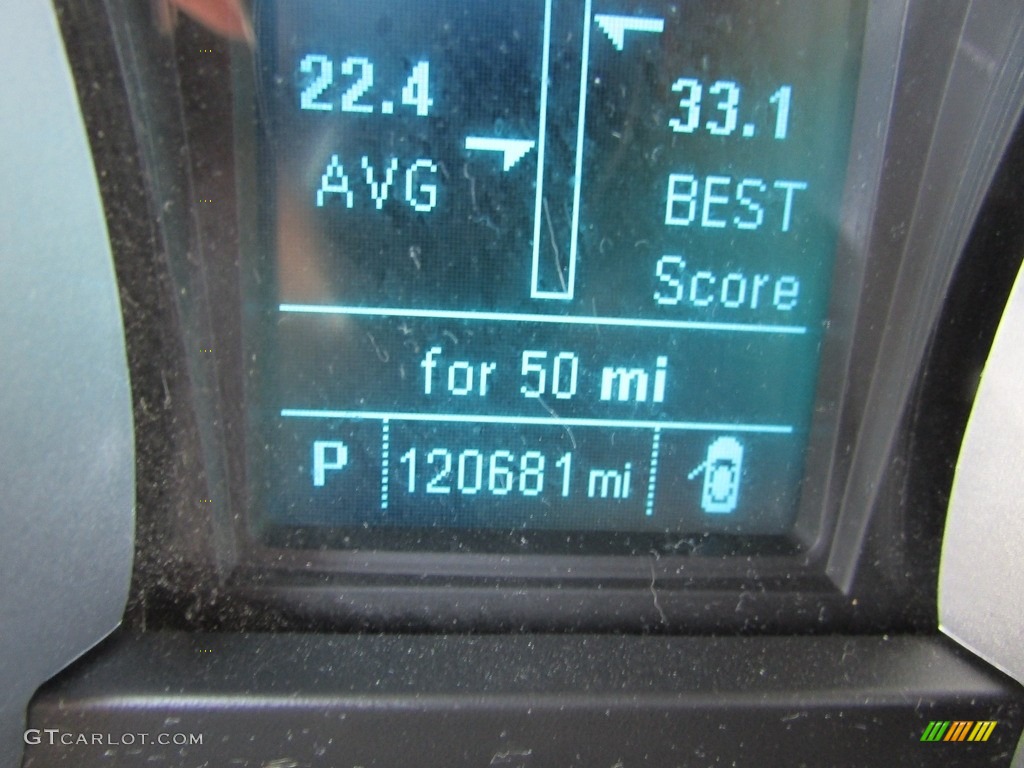 22.4
AVG
33.1
BEST
Score
for 50 mi
P 120681 mi
GTCARLOT.COM